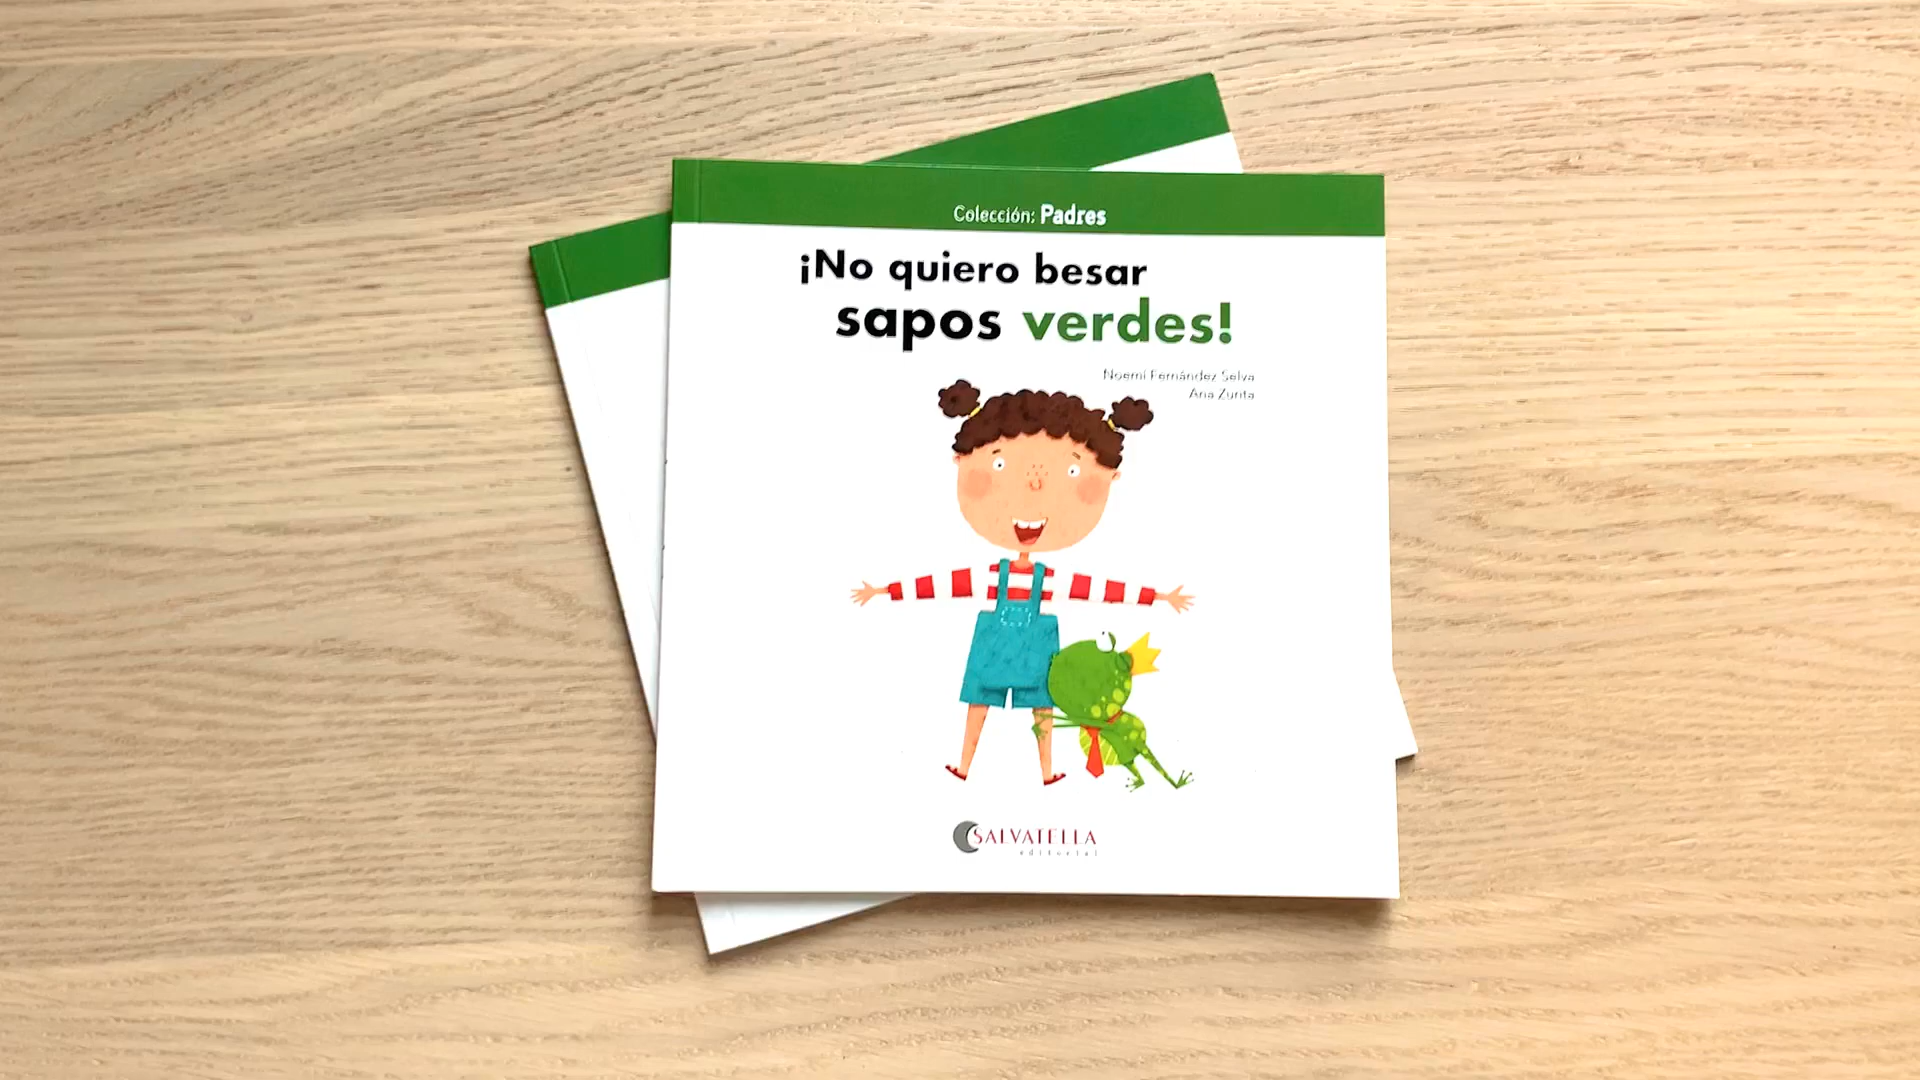 Colección: Padres
¡No quiero besar
sapos verdes!
Noemí Fernández Selva
Ana Zurita
SALVATELLA
editorial